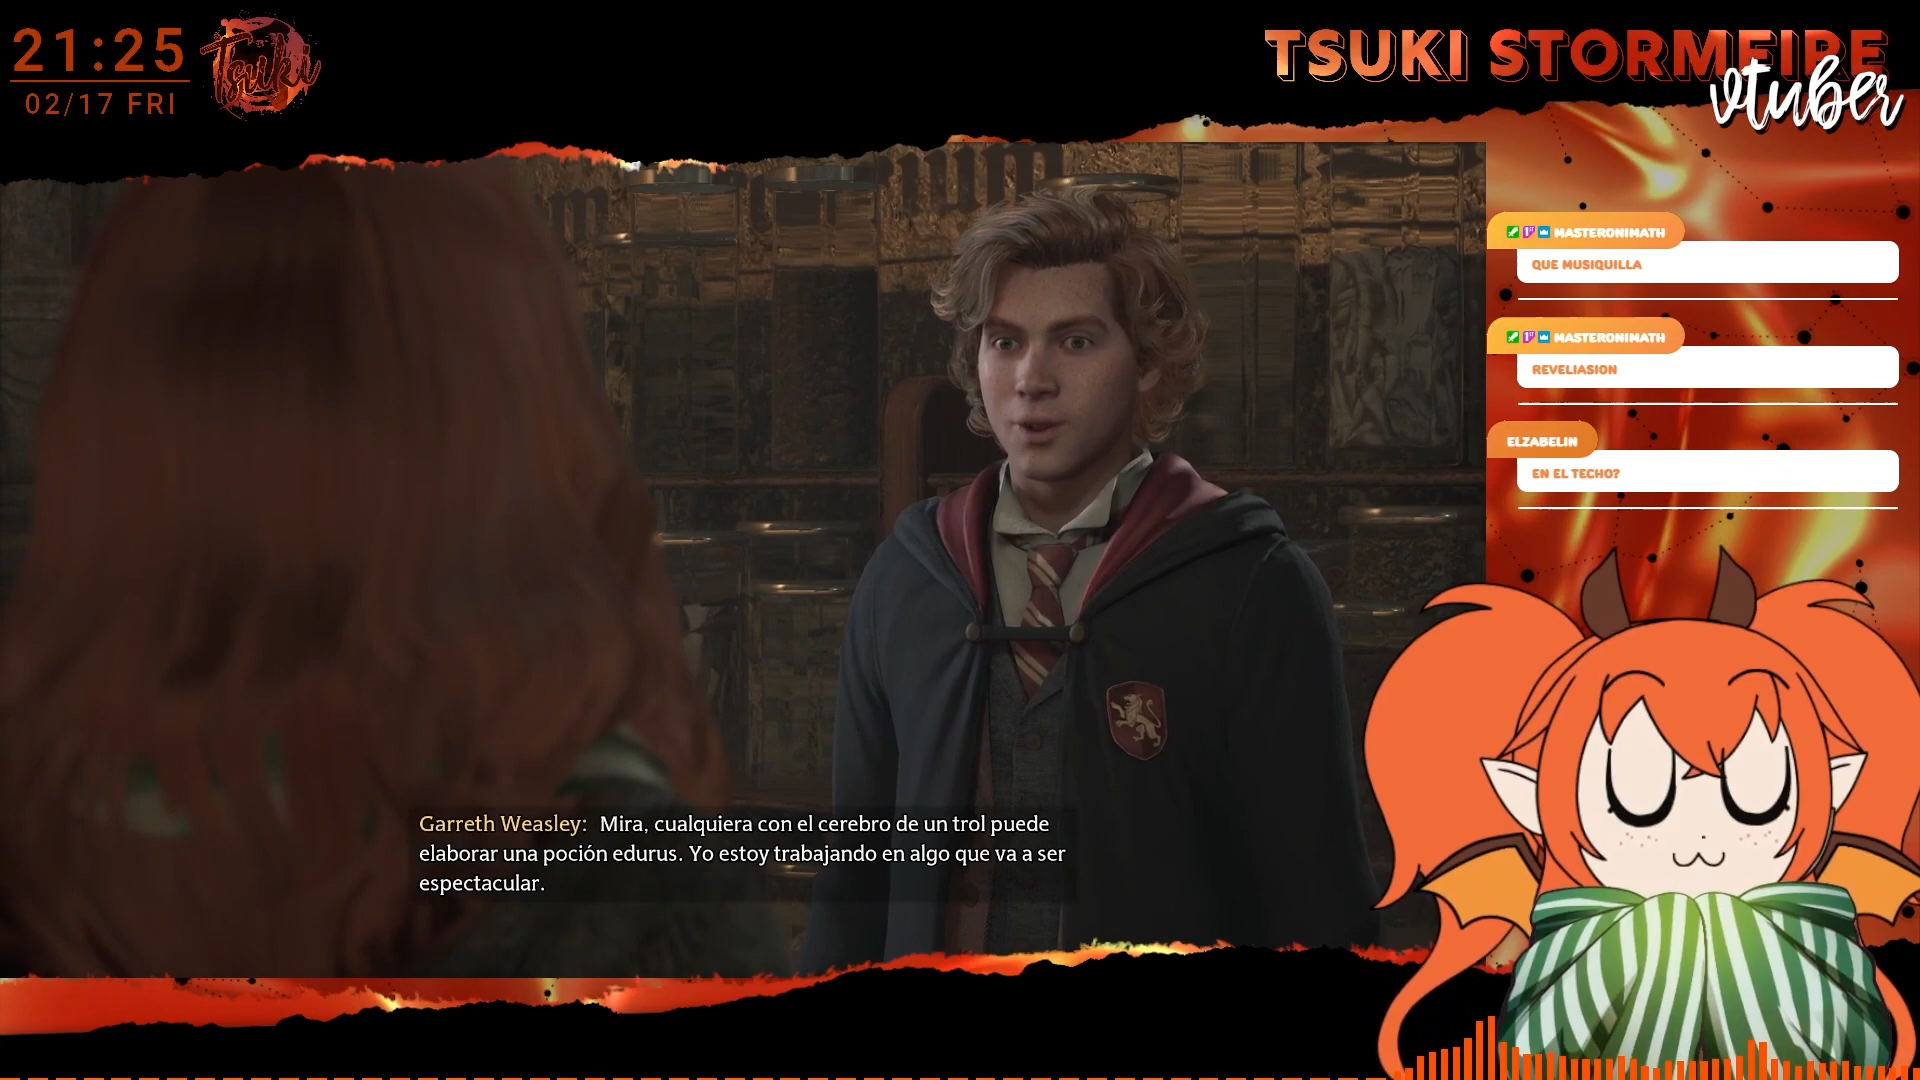 21:25
02/17 FRI
Tsuki
TSUKI STORMFIRE
vtuber
MASTERONIMATH
QUE MUSIQUILLA
MASTERONIMATH
REVELIASION
ELZABELIN
EN EL TECHO?
Garreth Weasley: Mira, cualquiera con el cerebro de un trol puede
elaborar una poción edurus. Yo estoy trabajando en algo que va a ser
espectacular.